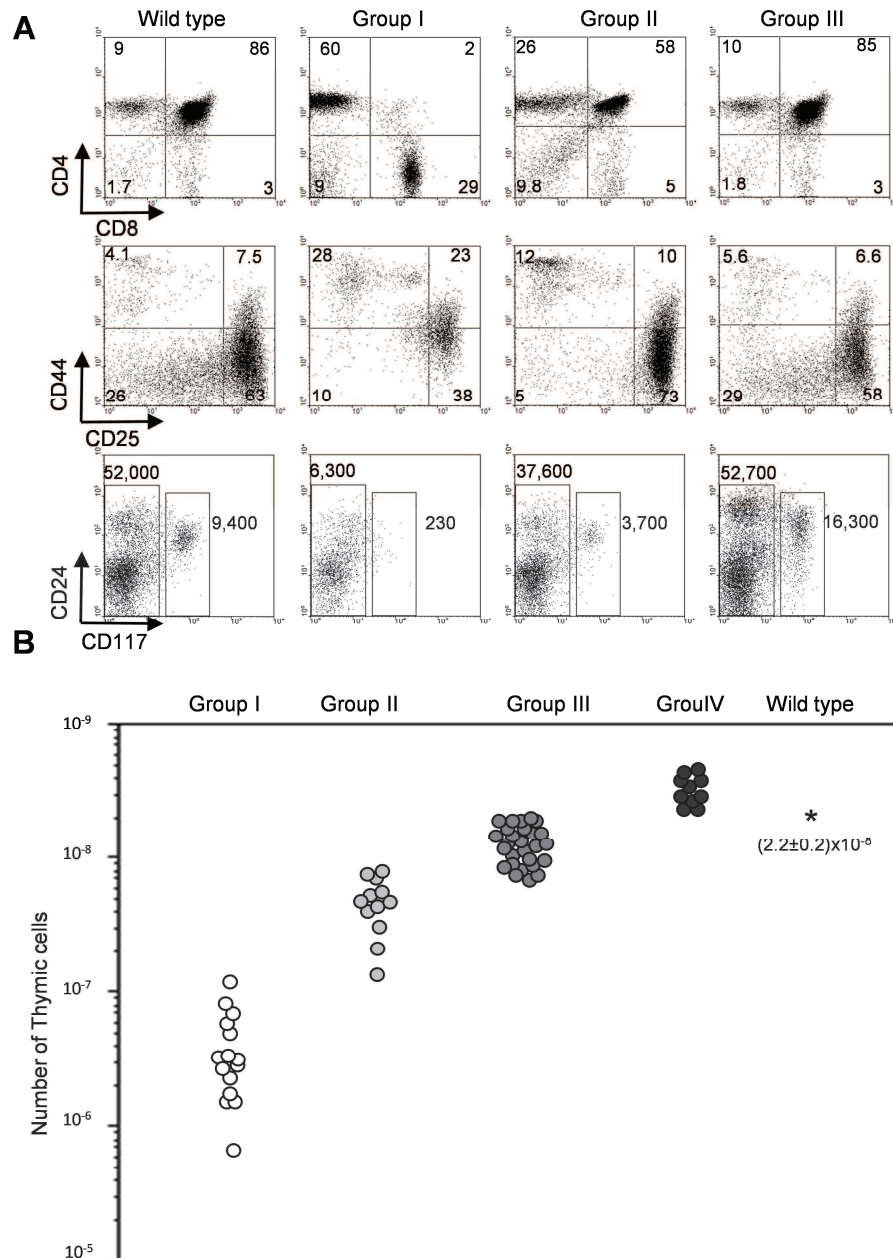 A
Wild type Group I Group II Group III
9 86 60 2 26 58 10 85
1.7 3 9 29 9.8 5 1.8 3
CD4
CD8
4.1 7.5 28 23 12 10 5.6 6.6
26 63 10 38 5 73 29 58
CD44
CD25
52,000 6,300 37,600 52,700
9,400 230 3,700 16,300
CD24
CD117
B
Group I Group II Group III GrouIV Wild type
10-9
*
(2.2±0.2)x10-8
10-8
10-7
10-6
10-5
Number of Thymic cells